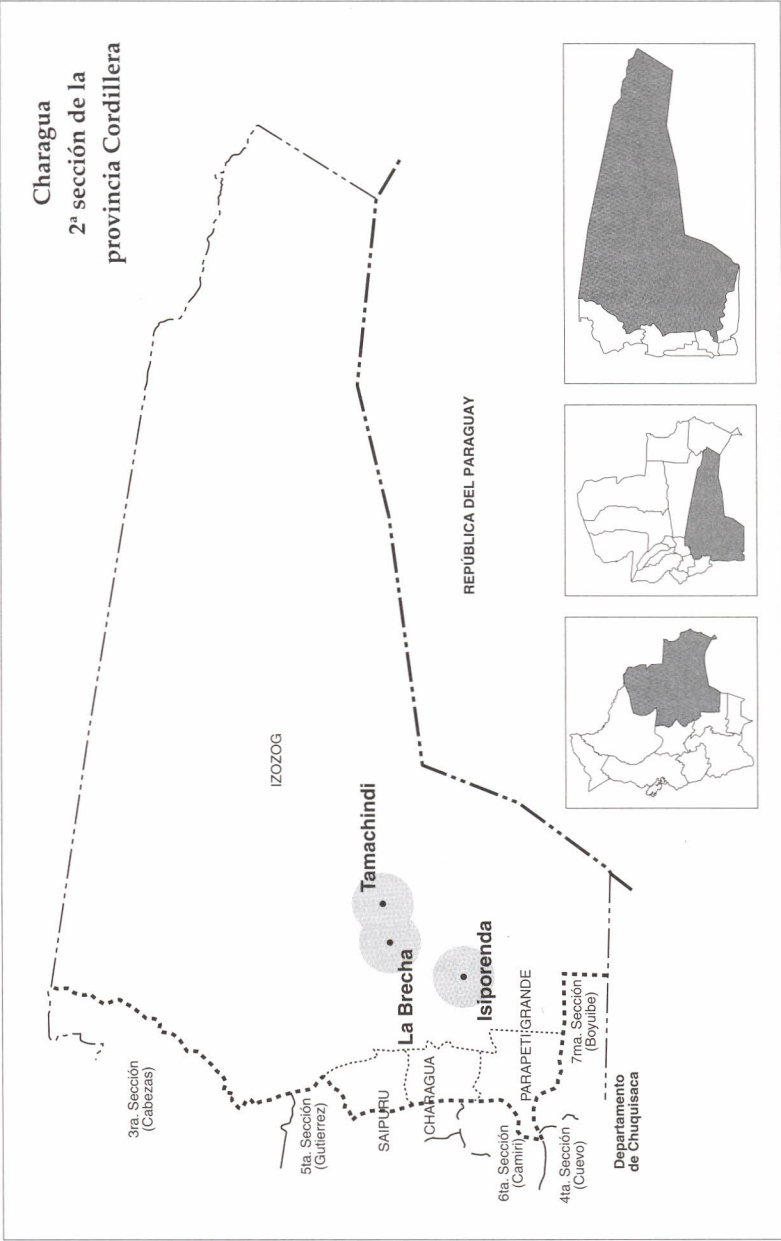 Charagua
2ª sección de la
provincia Cordillera
3ra. Sección
(Cabezas)
IZOZOG
5ta. Sección
(Gutierrez)
Tamachindi
La Brecha
SAIPURU
CHARAGUA
Isiporenda
REPÚBLICA DEL PARAGUAY
6ta. Sección
(Camiri)
PARAPETI GRANDE
4ta. Sección
(Cuevo)
7ma. Sección
(Boyuibe)
Departamento
de Chuquisaca